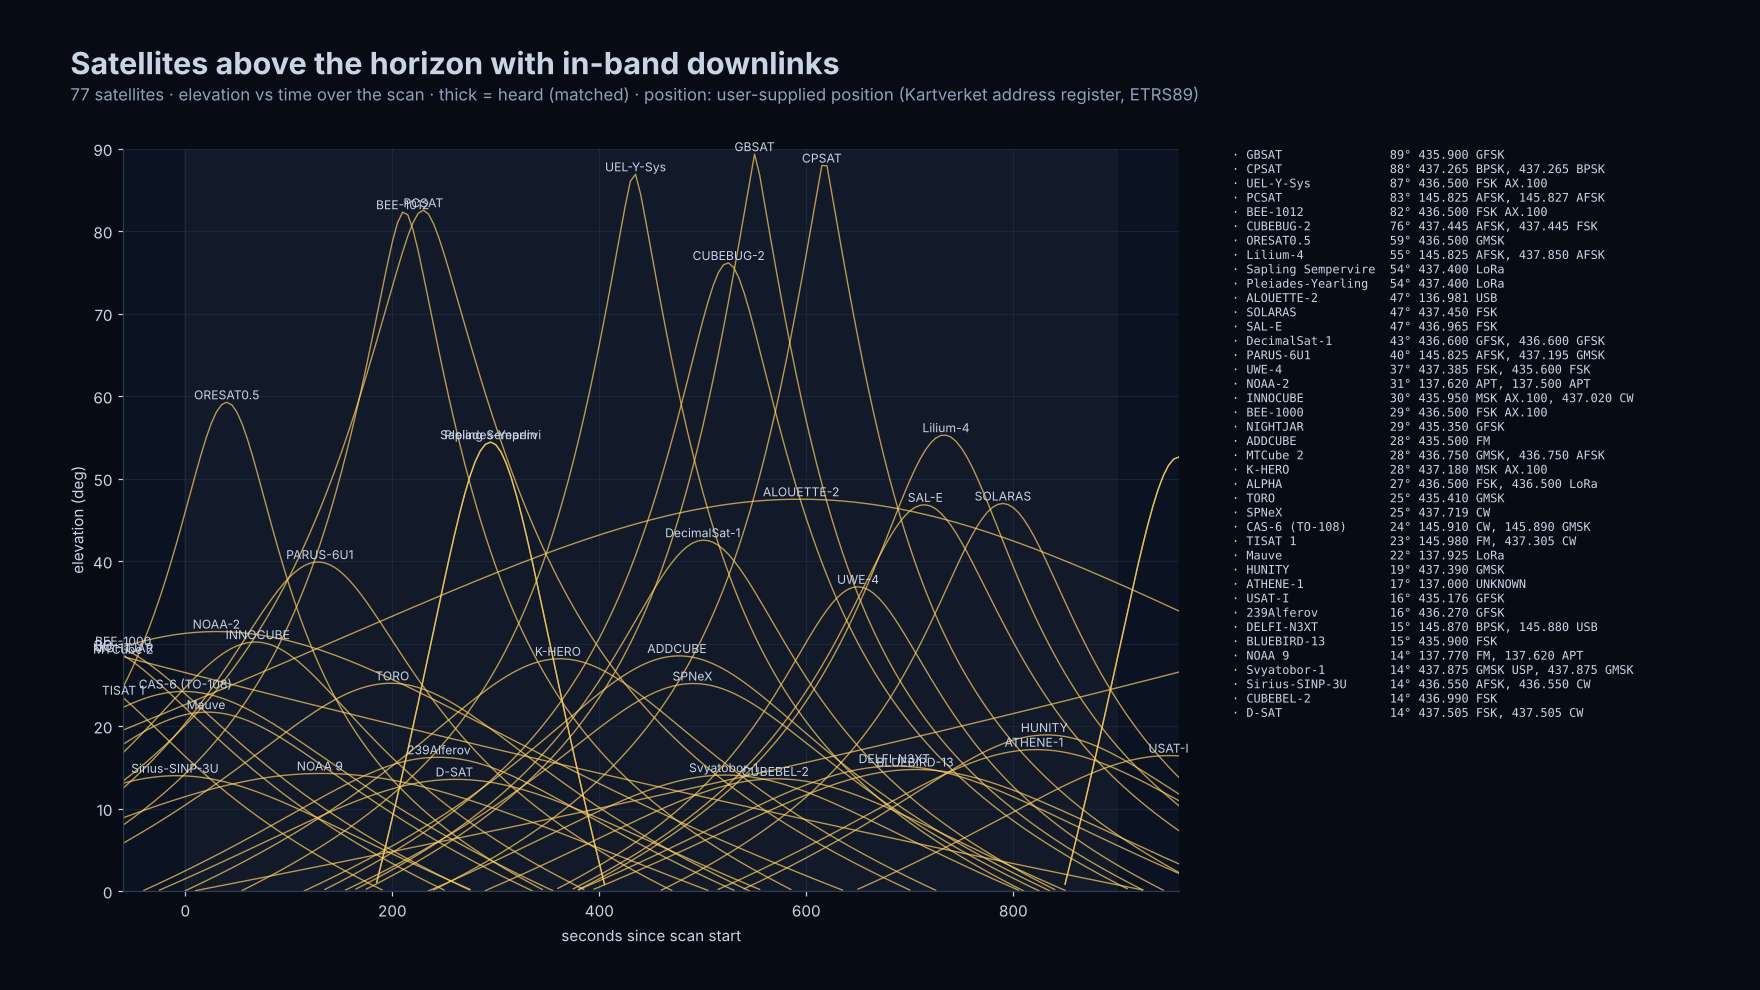 Satellites above the horizon with in-band downlinks
77 satellites · elevation vs time over the scan · thick = heard (matched) · position: user-supplied position (Kartverket address register, ETRS89)
GBSAT
CPSAT
UEL-Y-Sys
BEE-1012
PCSAT
CUBEBUG-2
ORESAT0.5
Lilium-4
ALOUETTE-2
SAL-E
SOLARAS
DecimalSat-1
PARUS-6U1
UWE-4
NOAA-2
INNOCUBE
BEE-1000
MTCube 2
K-HERO
ADDCUBE
TORO
SPNeX
CAS-6 (TO-108)
TISAT 1
Mauve
HUNITY
ATHENE-1
USAT-I
239Alferov
DELFI-N3XT
BLUEBIRD-13
Sirius-SINP-3U
NOAA 9
D-SAT
Svyatobor-1
CUBEBEL-2
90
80
70
60
50
40
30
20
10
0
elevation (deg)
0 200 400 600 800
seconds since scan start
· GBSAT 89° 435.900 GFSK
· CPSAT 88° 437.265 BPSK, 437.265 BPSK
· UEL-Y-Sys 87° 436.500 FSK AX.100
· PCSAT 83° 145.825 AFSK, 145.827 AFSK
· BEE-1012 82° 436.500 FSK AX.100
· CUBEBUG-2 76° 437.445 AFSK, 437.445 FSK
· ORESAT0.5 59° 436.500 GMSK
· Lilium-4 55° 145.825 AFSK, 437.850 AFSK
· Sapling Sempervire 54° 437.400 LoRa
· Pleiades-Yearling 54° 437.400 LoRa
· ALOUETTE-2 47° 136.981 USB
· SOLARAS 47° 437.450 FSK
· SAL-E 47° 436.965 FSK
· DecimalSat-1 43° 436.600 GFSK, 436.600 GFSK
· PARUS-6U1 40° 145.825 AFSK, 437.195 GMSK
· UWE-4 37° 437.385 FSK, 435.600 FSK
· NOAA-2 31° 137.620 APT, 137.500 APT
· INNOCUBE 30° 435.950 MSK AX.100, 437.020 CW
· BEE-1000 29° 436.500 FSK AX.100
· NIGHTJAR 29° 435.350 GFSK
· ADDCUBE 28° 435.500 FM
· MTCube 2 28° 436.750 GMSK, 436.750 AFSK
· K-HERO 28° 437.180 MSK AX.100
· ALPHA 27° 436.500 FSK, 436.500 LoRa
· TORO 25° 435.410 GMSK
· SPNeX 25° 437.719 CW
· CAS-6 (TO-108) 24° 145.910 CW, 145.890 GMSK
· TISAT 1 23° 145.980 FM, 437.305 CW
· Mauve 22° 137.925 LoRa
· HUNITY 19° 437.390 GMSK
· ATHENE-1 17° 137.000 UNKNOWN
· USAT-I 16° 435.176 GFSK
· 239Alferov 16° 436.270 GFSK
· DELFI-N3XT 15° 145.870 BPSK, 145.880 USB
· BLUEBIRD-13 15° 435.900 FSK
· NOAA 9 14° 137.770 FM, 137.620 APT
· Svyatobor-1 14° 437.875 GMSK USP, 437.875 GMSK
· Sirius-SINP-3U 14° 436.550 AFSK, 436.550 CW
· CUBEBEL-2 14° 436.990 FSK
· D-SAT 14° 437.505 FSK, 437.505 CW